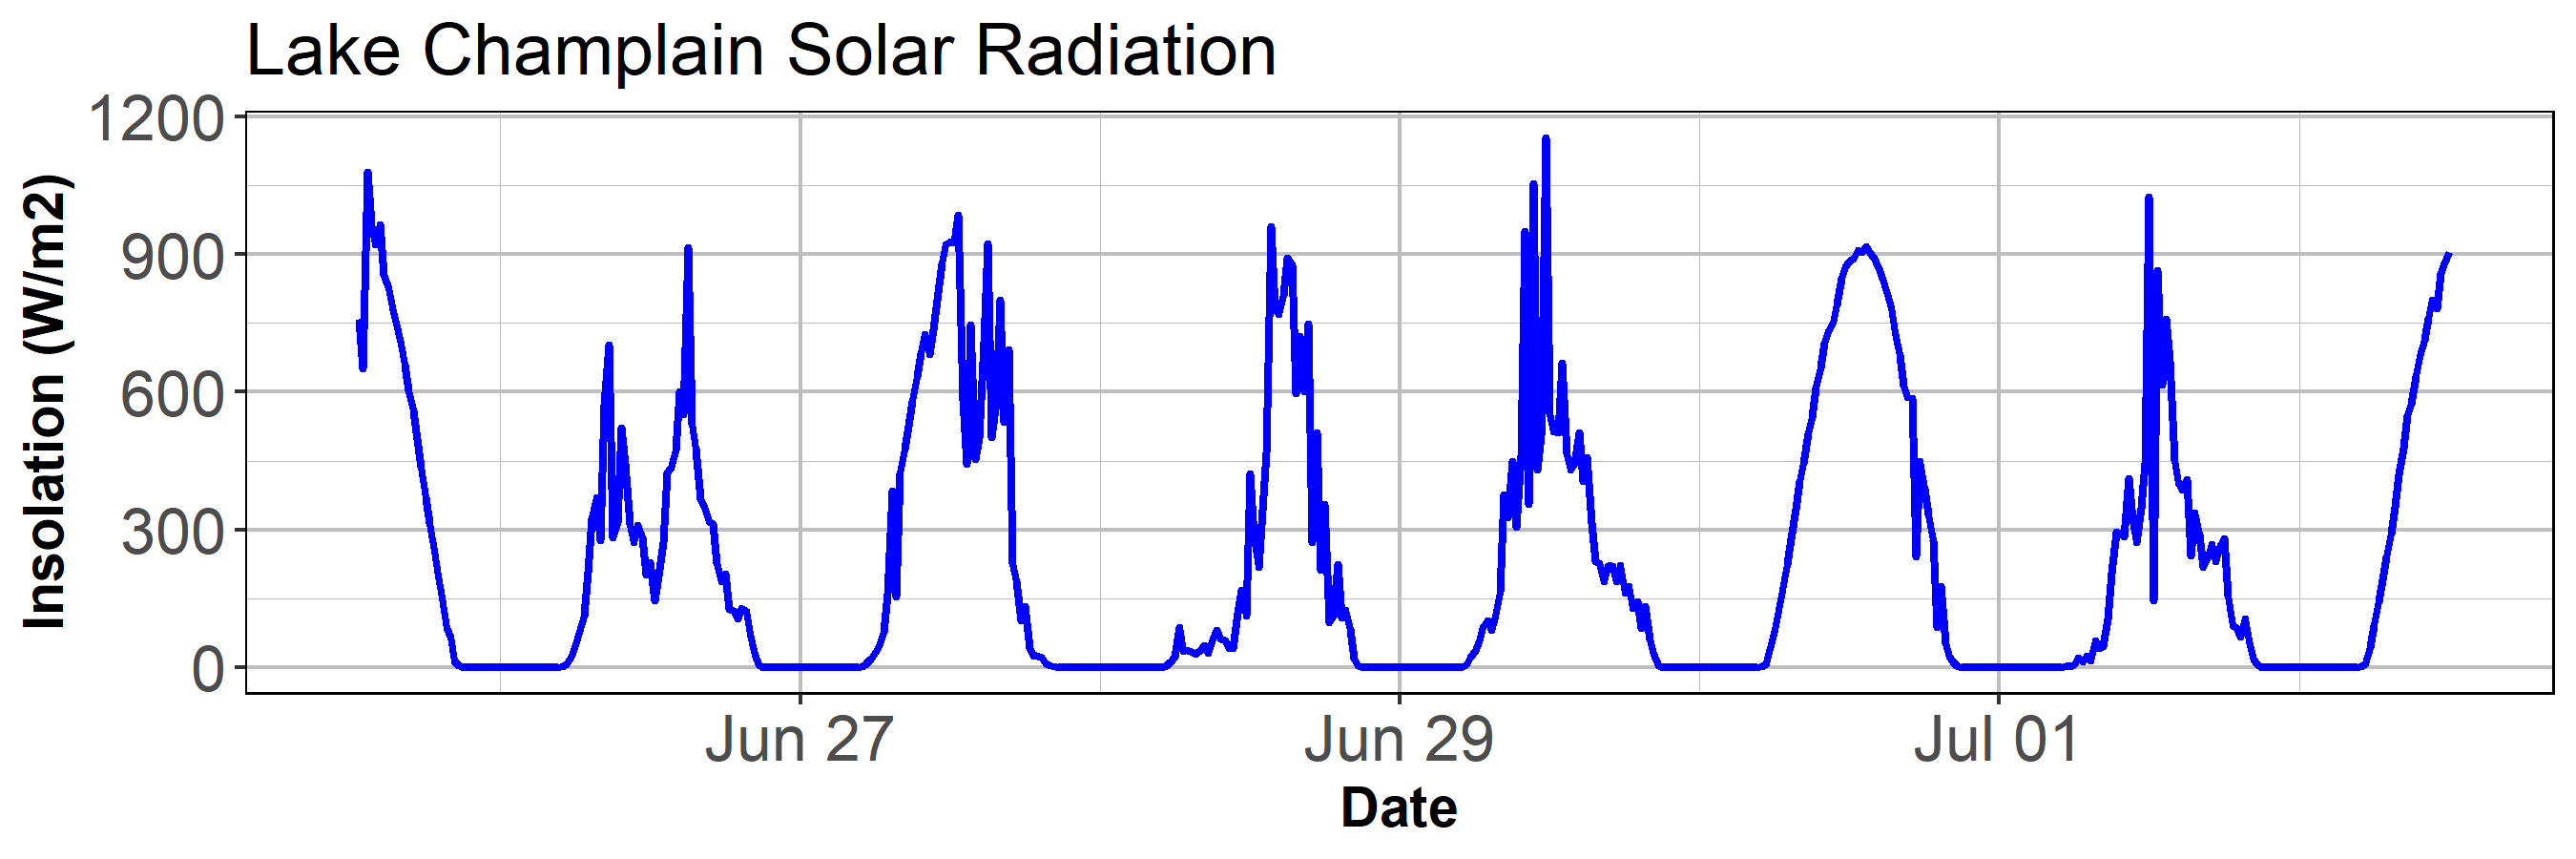 Lake Champlain Solar Radiation
Insolation (W/m2)
1200
900
600
300
0
Jun 27
Jun 29
Jul 01
Date